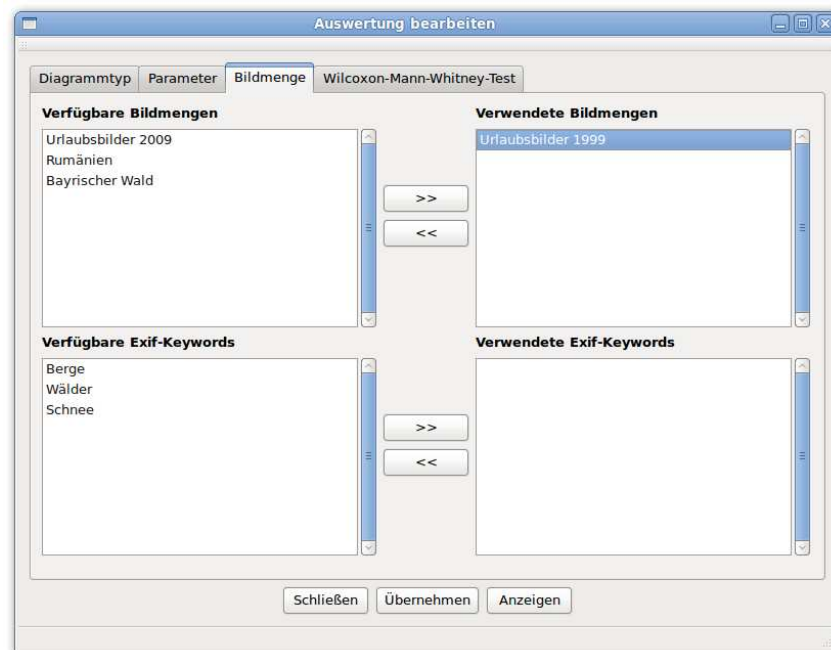 Auswertung bearbeiten
Diagrammtyp Parameter Bildmenge Wilcoxon-Mann-Whitney-Test
Verfügbare Bildmengen
Urlaubsbilder 2009
Rumänien
Bayrischer Wald
>>
<<
Verwendete Bildmengen
Urlaubsbilder 1999
Verfügbare Exif-Keywords
Berge
Wälder
Schnee
>>
<<
Verwendete Exif-Keywords
Schließen Übernehmen Anzeigen